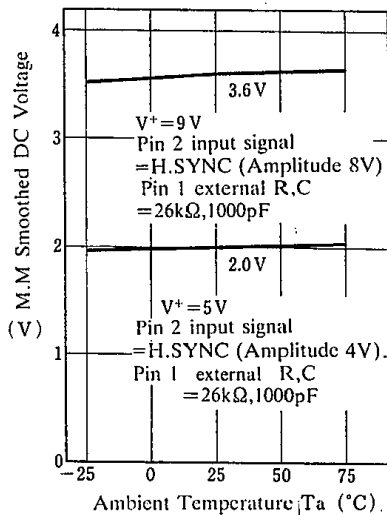 4
3
2
1
0
M.M Smoothed DC Voltage
(V)
3.6 V
V+=9V
Pin 2 input signal
=H.SYNC (Amplitude 8V)
Pin 1 external R,C
=26kΩ,1000pF
2.0 V
V+=5V
Pin 2 input signal
=H.SYNC (Amplitude 4V).
Pin 1 external R,C
=26kΩ,1000pF
-25 0 25 50 75
Ambient Temperature Ta (°C)